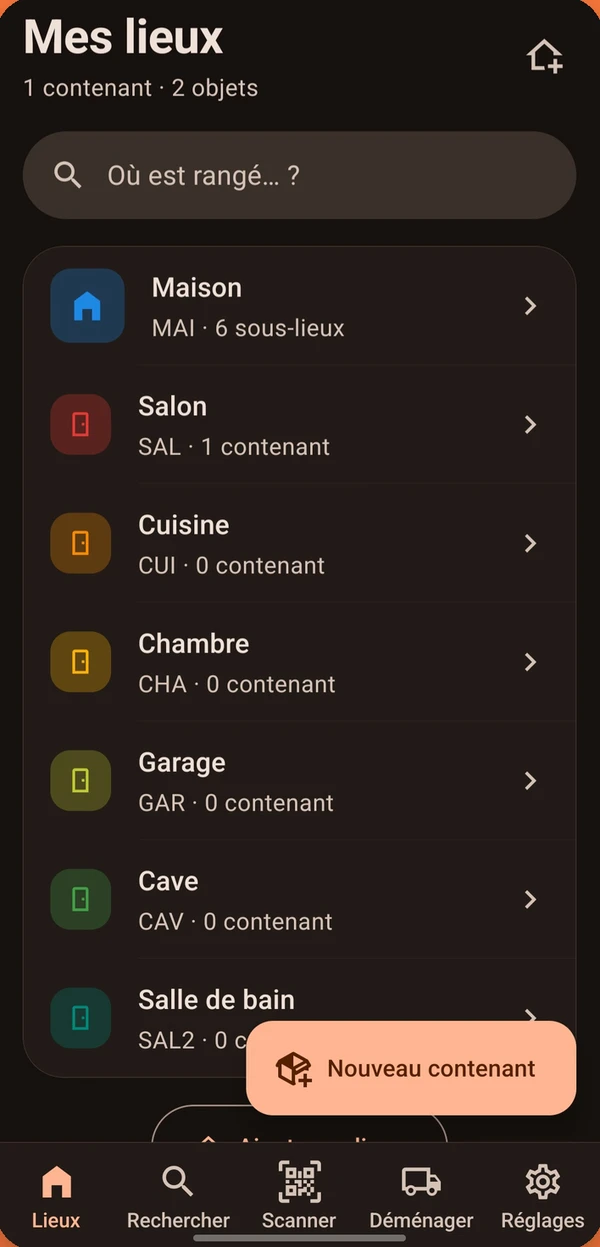 Mes lieux
1 contenant · 2 objets
Où est rangé… ?
Maison
MAI · 6 sous-lieux
Salon
SAL · 1 contenant
Cuisine
CUI · 0 contenant
Chambre
CHA · 0 contenant
Garage
GAR · 0 contenant
Cave
CAV · 0 contenant
Salle de bain
SAL2 · 0 c
Nouveau contenant
Lieux
Rechercher
Scanner
Déménager
Réglages